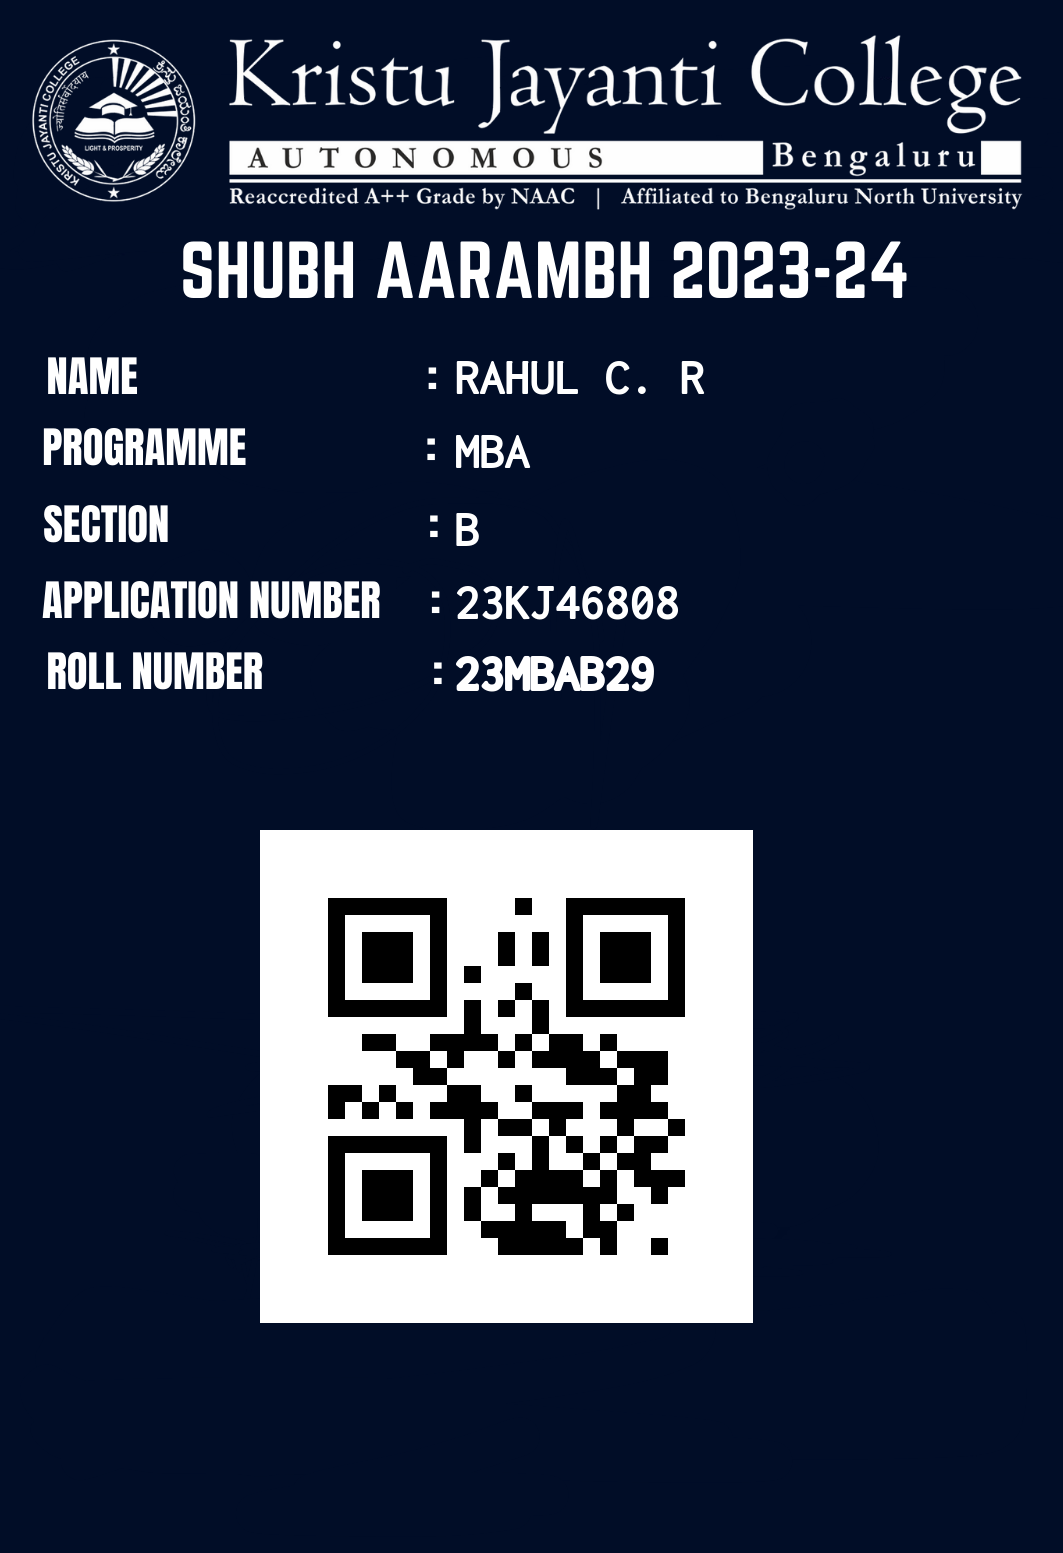 KRISTU JAYANTI COLLEGE
ज्योतिर्समृद्धिश्च
LIGHT & PROSPERITY
Kristu Jayanti College
AUTONOMOUS Bengaluru
Reaccredited A++ Grade by NAAC | Affiliated to Bengaluru North University
SHUBH AARAMBH 2023-24
NAME : RAHUL C. R
PROGRAMME : MBA
SECTION : B
APPLICATION NUMBER : 23KJ46808
ROLL NUMBER : 23MBAB29